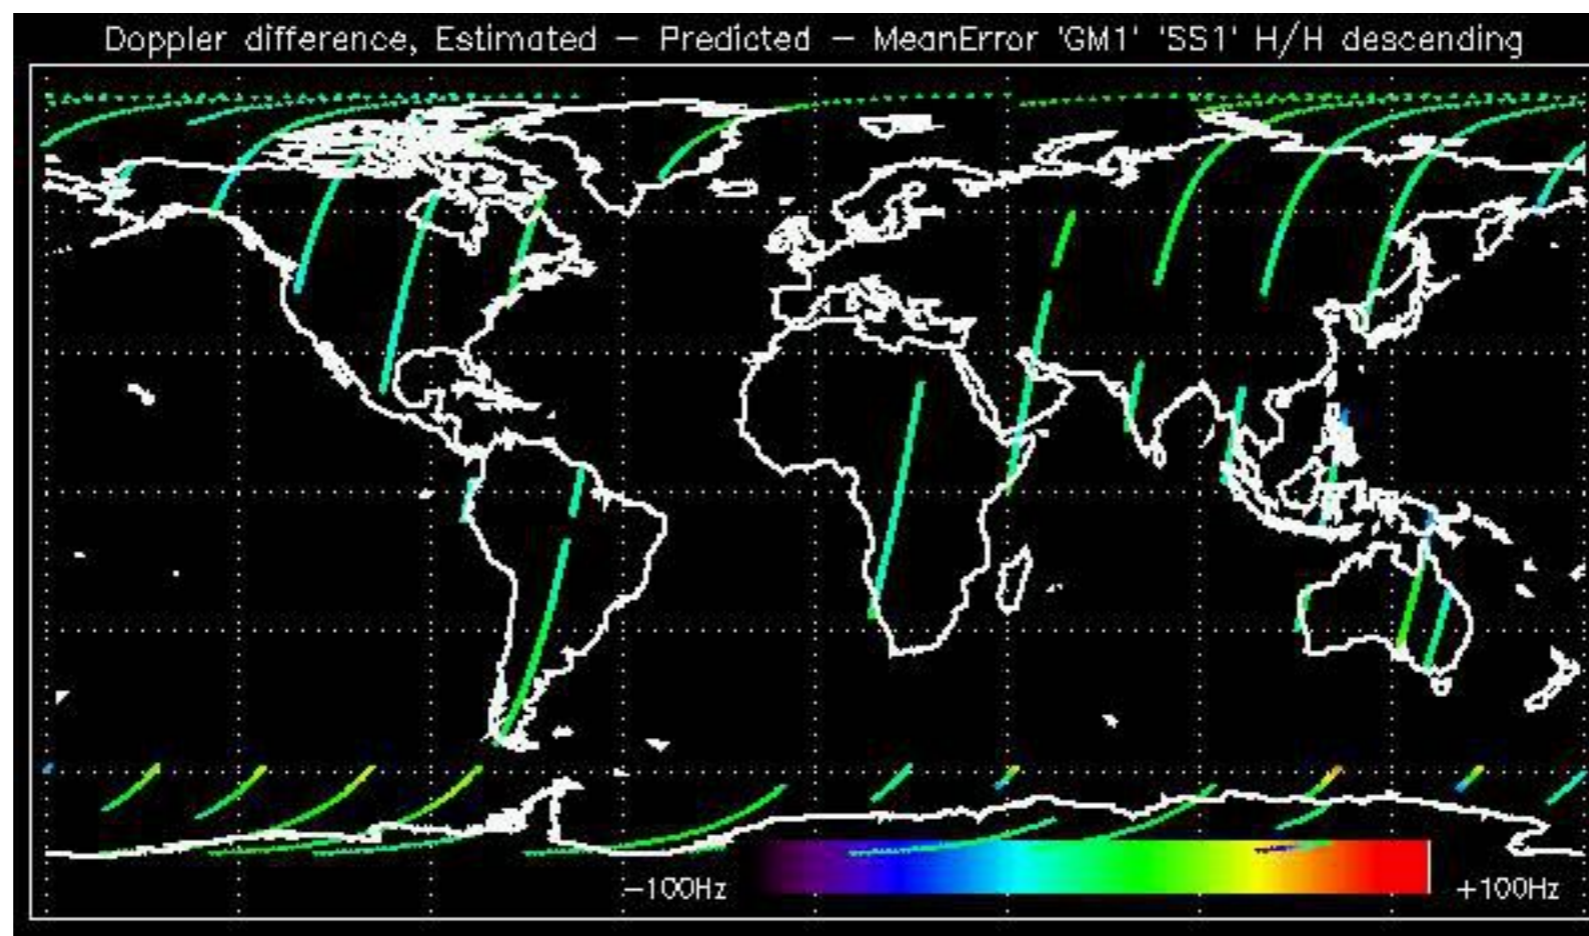 Doppler difference, Estimated – Predicted – MeanError 'GM1' 'SS1' H/H descending
–100Hz +100Hz